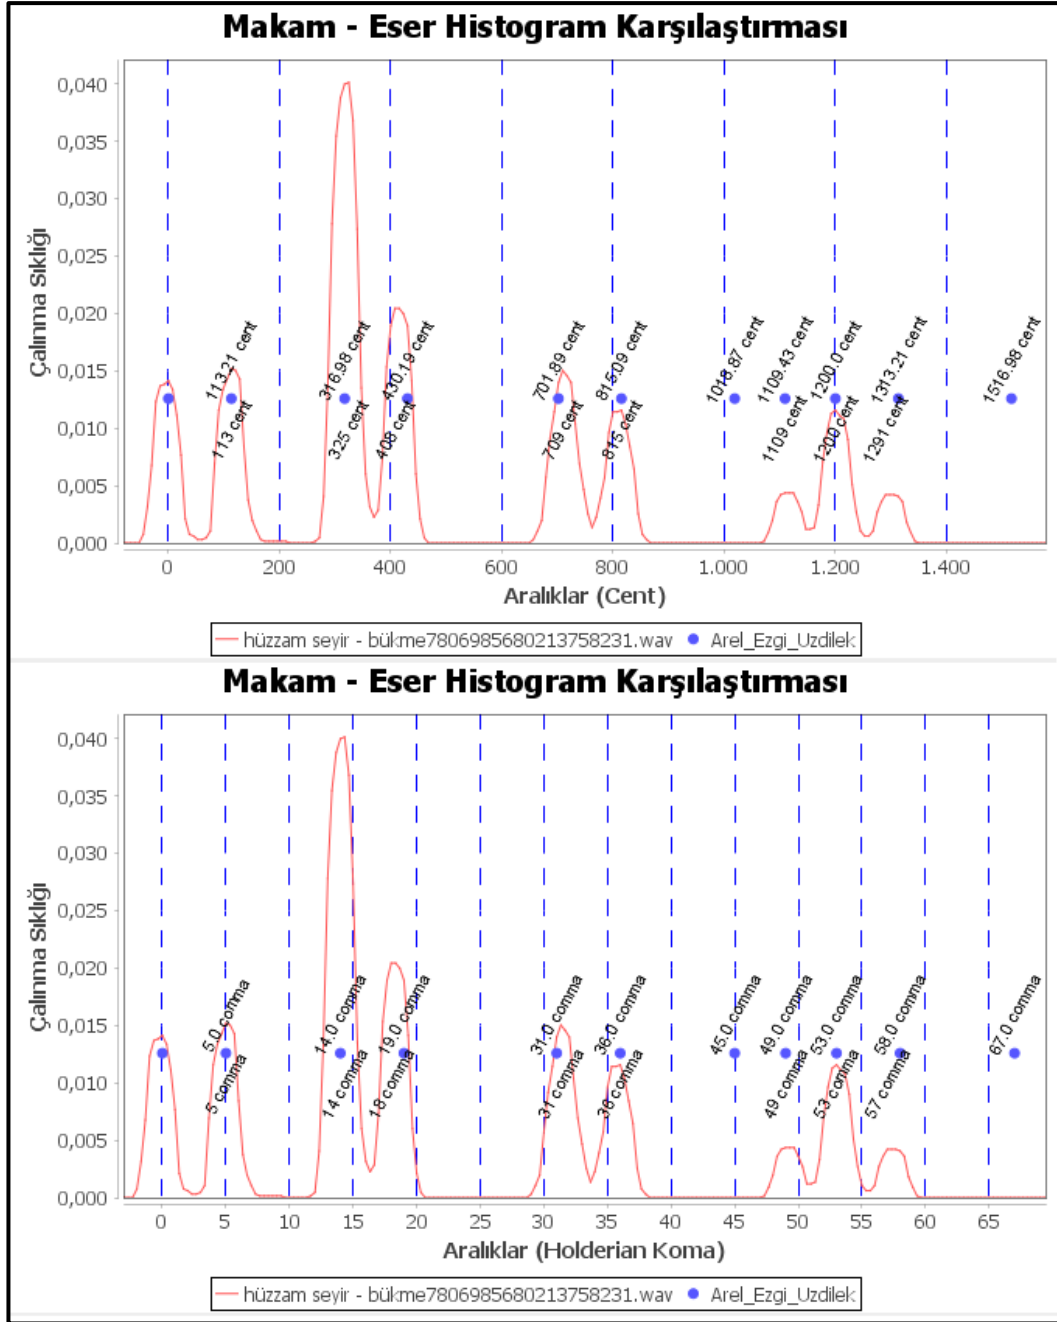 Makam - Eser Histogram Karşılaştırması
Çalınma Sıklığı
0,040
0,035
0,030
0,025
0,020
0,015
0,010
0,005
0,000
113.21 cent
316.98 cent
430.19 cent
701.89 cent
815.09 cent
1018.87 cent
1109.43 cent
1200.0 cent
1313.21 cent
1516.98 cent
113 cent
325 cent
408 cent
709 cent
815 cent
1109 cent
1200 cent
1291 cent
0 200 400 600 800 1.000 1.200 1.400
Aralıklar (Cent)
hüzzam seyir - bükme7806985680213758231.wav Arel_Ezgi_Uzdilek
Makam - Eser Histogram Karşılaştırması
Çalınma Sıklığı
0,040
0,035
0,030
0,025
0,020
0,015
0,010
0,005
0,000
5.0 comma
14.0 comma
19.0 comma
31.0 comma
36.0 comma
45.0 comma
49.0 comma
53.0 comma
58.0 comma
67.0 comma
5 comma
14 comma
18 comma
31 comma
36 comma
49 comma
53 comma
57 comma
0 5 10 15 20 25 30 35 40 45 50 55 60 65
Aralıklar (Holderian Koma)
hüzzam seyir - bükme7806985680213758231.wav Arel_Ezgi_Uzdilek